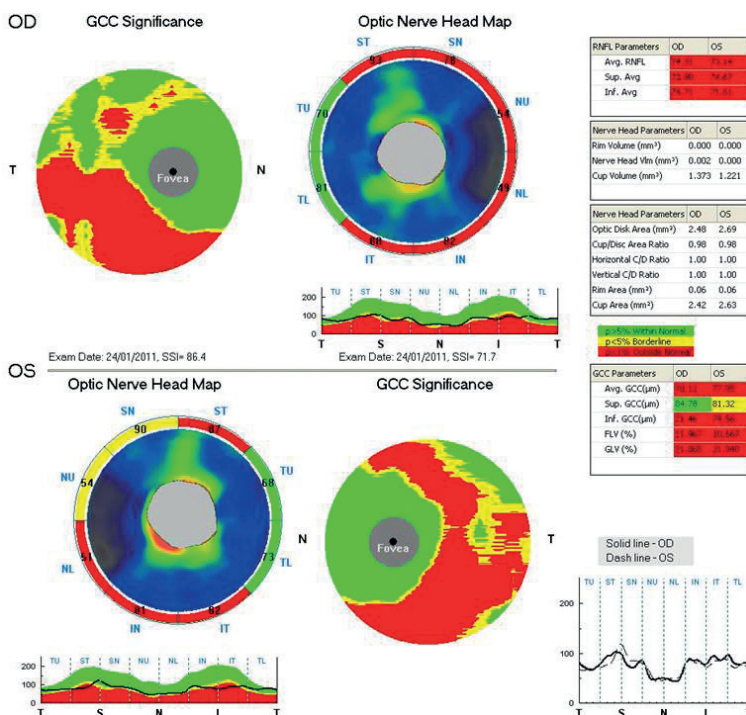 OD
GCC Significance
Optic Nerve Head Map
T
Fovea
N
ST
SN
TU
NU
TL
NL
IT
IN
93
78
70
54
81
49
82
TU ST SN NU NL IN IT TL
200
100
0
T S N I T
Exam Date: 24/01/2011, SSI= 86.4
Exam Date: 24/01/2011, SSI= 71.7
RNFL Parameters OD OS
Avg. RNFL
Sup. Avg
Inf. Avg
Nerve Head Parameters OD OS
Rim Volume (mm³) 0.000 0.000
Nerve Head Vlm (mm³) 0.002 0.000
Cup Volume (mm³) 1.373 1.221
Nerve Head Parameters OD OS
Optic Disk Area (mm²) 2.48 2.69
Cup/Disc Area Ratio 0.98 0.98
Horizontal C/D Ratio 1.00 1.00
Vertical C/D Ratio 1.00 1.00
Rim Area (mm²) 0.06 0.06
Cup Area (mm²) 2.42 2.63
p>5% Within Normal
p<5% Borderline
Outside Normal
GCC Parameters OD OS
Avg. GCC(µm)
Sup. GCC(µm) 84.78 81.32
Inf. GCC(µm)
FLV (%)
GLV (%)
OS
Optic Nerve Head Map
GCC Significance
SN
ST
NU
TU
NL
TL
IN
IT
90
87
54
68
51
73
81
82
TU ST SN NU NL IN IT TL
200
100
0
T S N I T
N
Fovea
T
Solid line - OD
Dash line - OS
TU ST SN NU NL IN IT TL
200
100
0
T S N I T